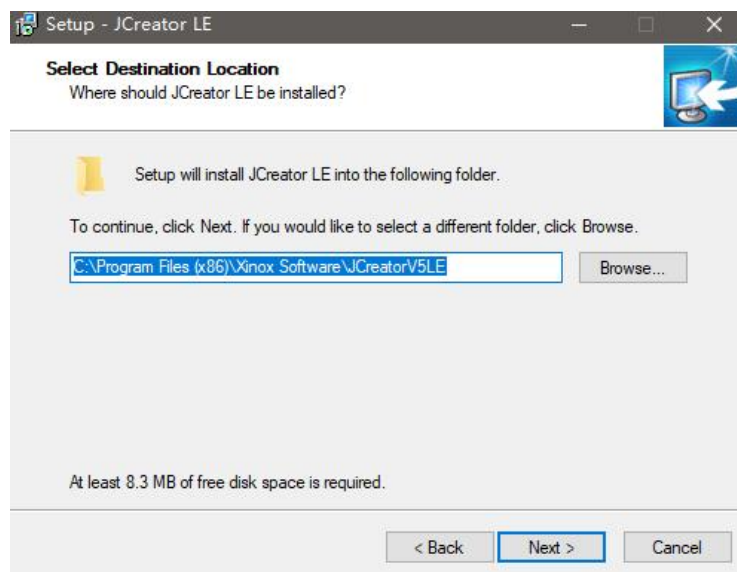 Setup - JCreator LE
Select Destination Location
Where should JCreator LE be installed?
Setup will install JCreator LE into the following folder.
To continue, click Next. If you would like to select a different folder, click Browse.
C:\Program Files (x86)\Xinox Software\JCreatorV5LE
Browse...
At least 8.3 MB of free disk space is required.
< Back
Next >
Cancel